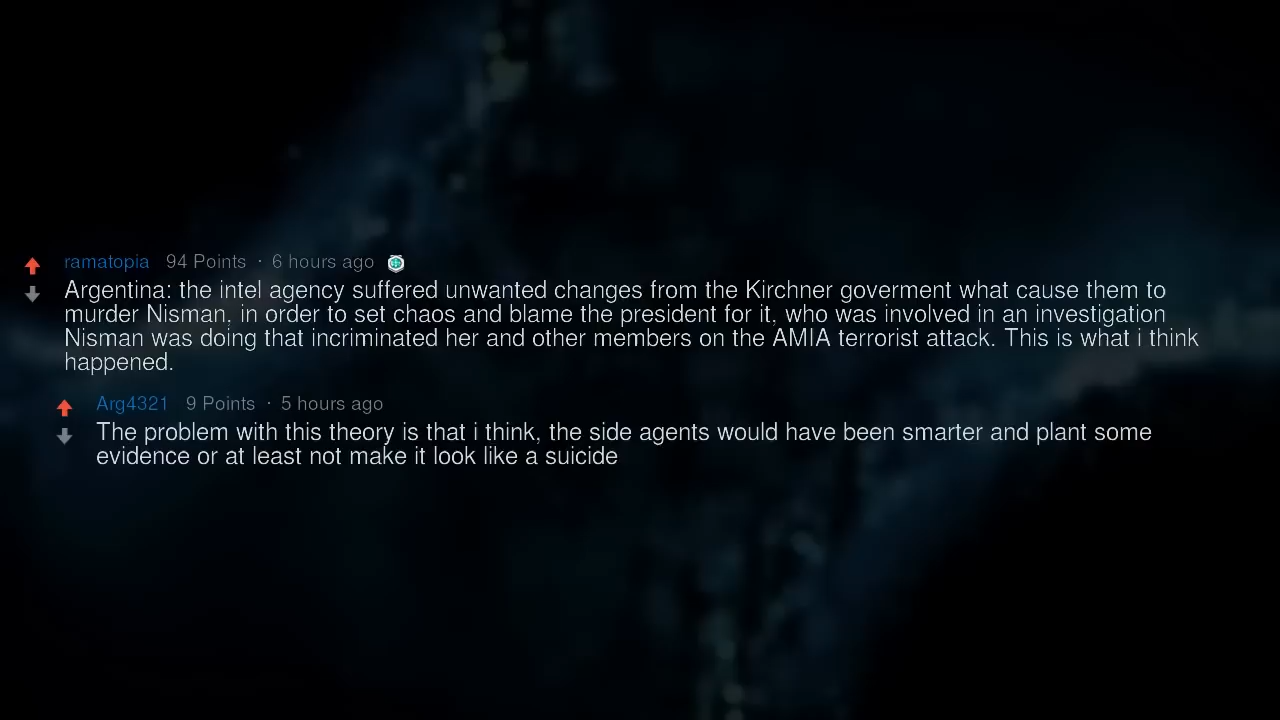 ramatopia 94 Points · 6 hours ago
Argentina: the intel agency suffered unwanted changes from the Kirchner goverment what cause them to
murder Nisman, in order to set chaos and blame the president for it, who was involved in an investigation
Nisman was doing that incriminated her and other members on the AMIA terrorist attack. This is what i think
happened.
Arg4321 9 Points · 5 hours ago
The problem with this theory is that i think, the side agents would have been smarter and plant some
evidence or at least not make it look like a suicide